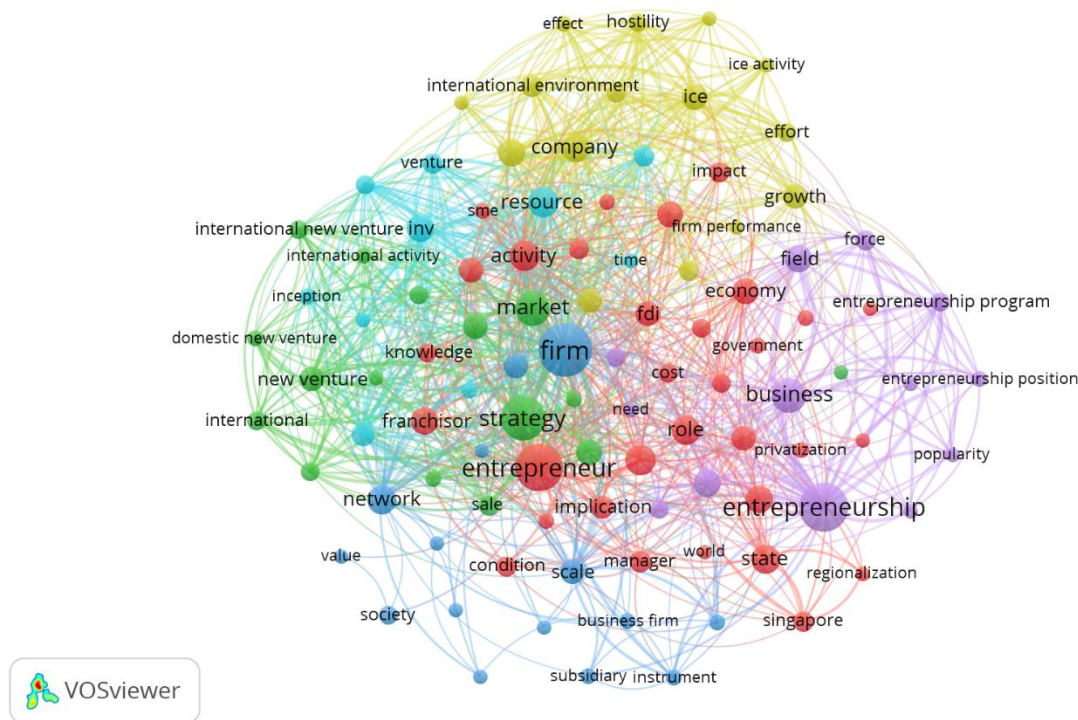 effect
hostility
ice activity
international environment
ice
effort
company
venture
impact
resource
growth
sme
international new venture
inv
firm performance
force
international activity
activity
time
field
inception
economy
entrepreneurship program
market
fdi
domestic new venture
government
knowledge
firm
cost
new venture
entrepreneurship position
business
need
international
franchisor
strategy
role
privatization
popularity
entrepreneur
network
sale
implication
entrepreneurship
value
condition
scale
manager
world
state
regionalization
society
business firm
singapore
subsidiary
instrument
VOSviewer